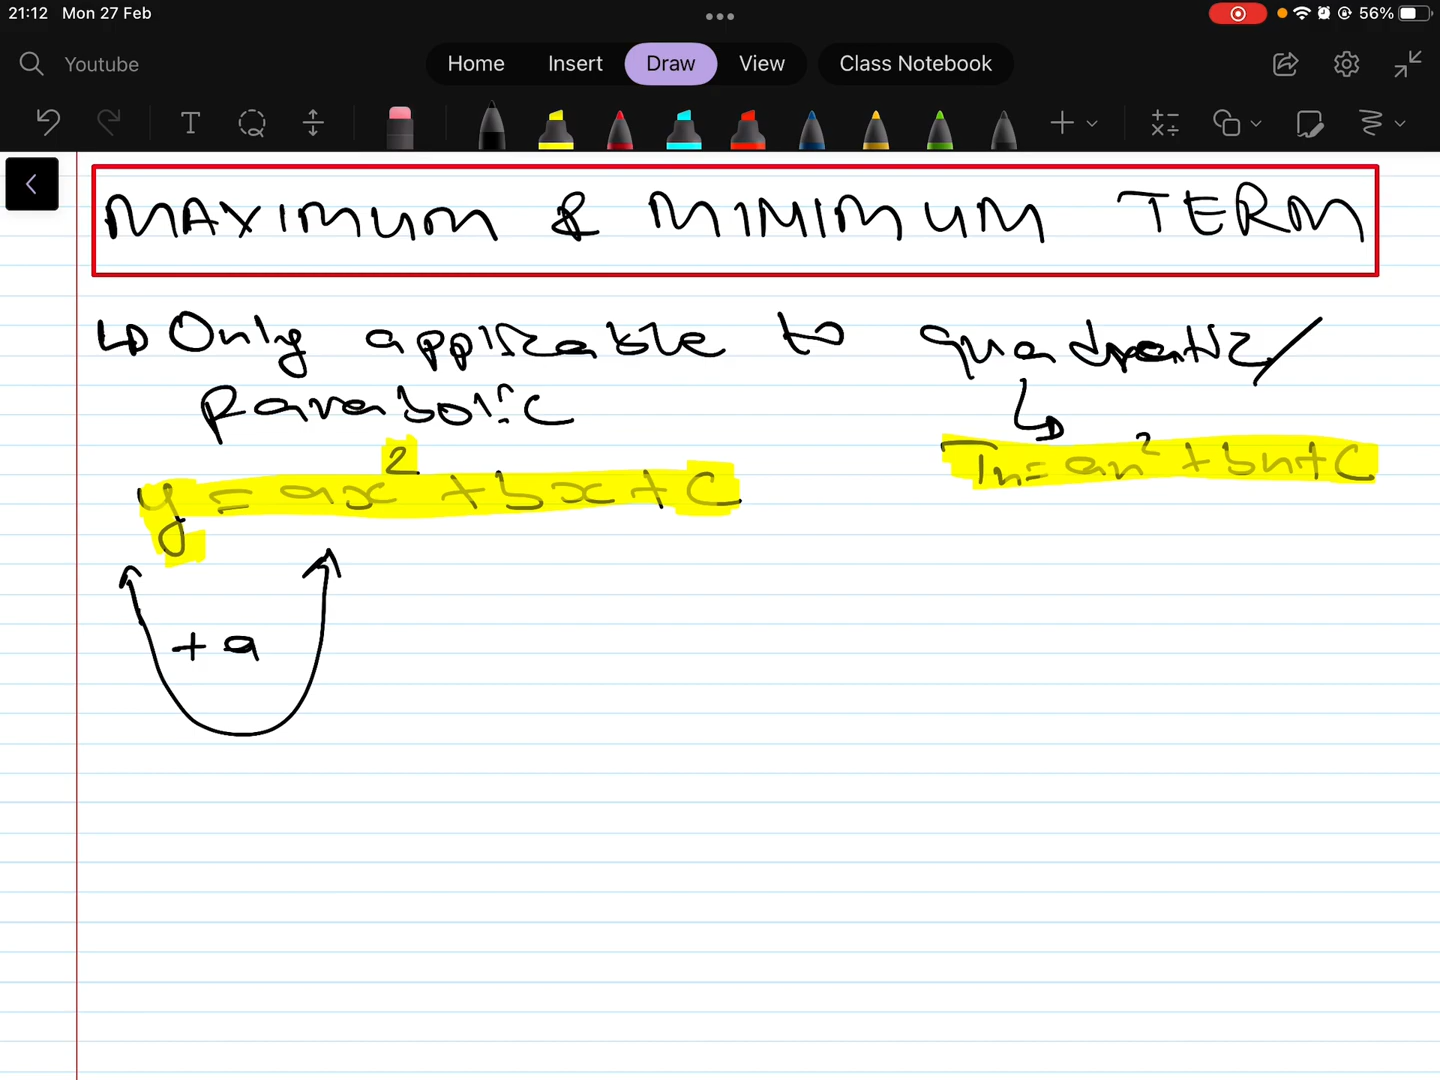 21:12 Mon 27 Feb
56%
Youtube
Home Insert Draw View Class Notebook
MAXIMUM & MINIMUM TERM
↳ Only applicable to quadratic/
Parabolic
y = ax² + bx + c
Tn = an² + bn + c
+ a